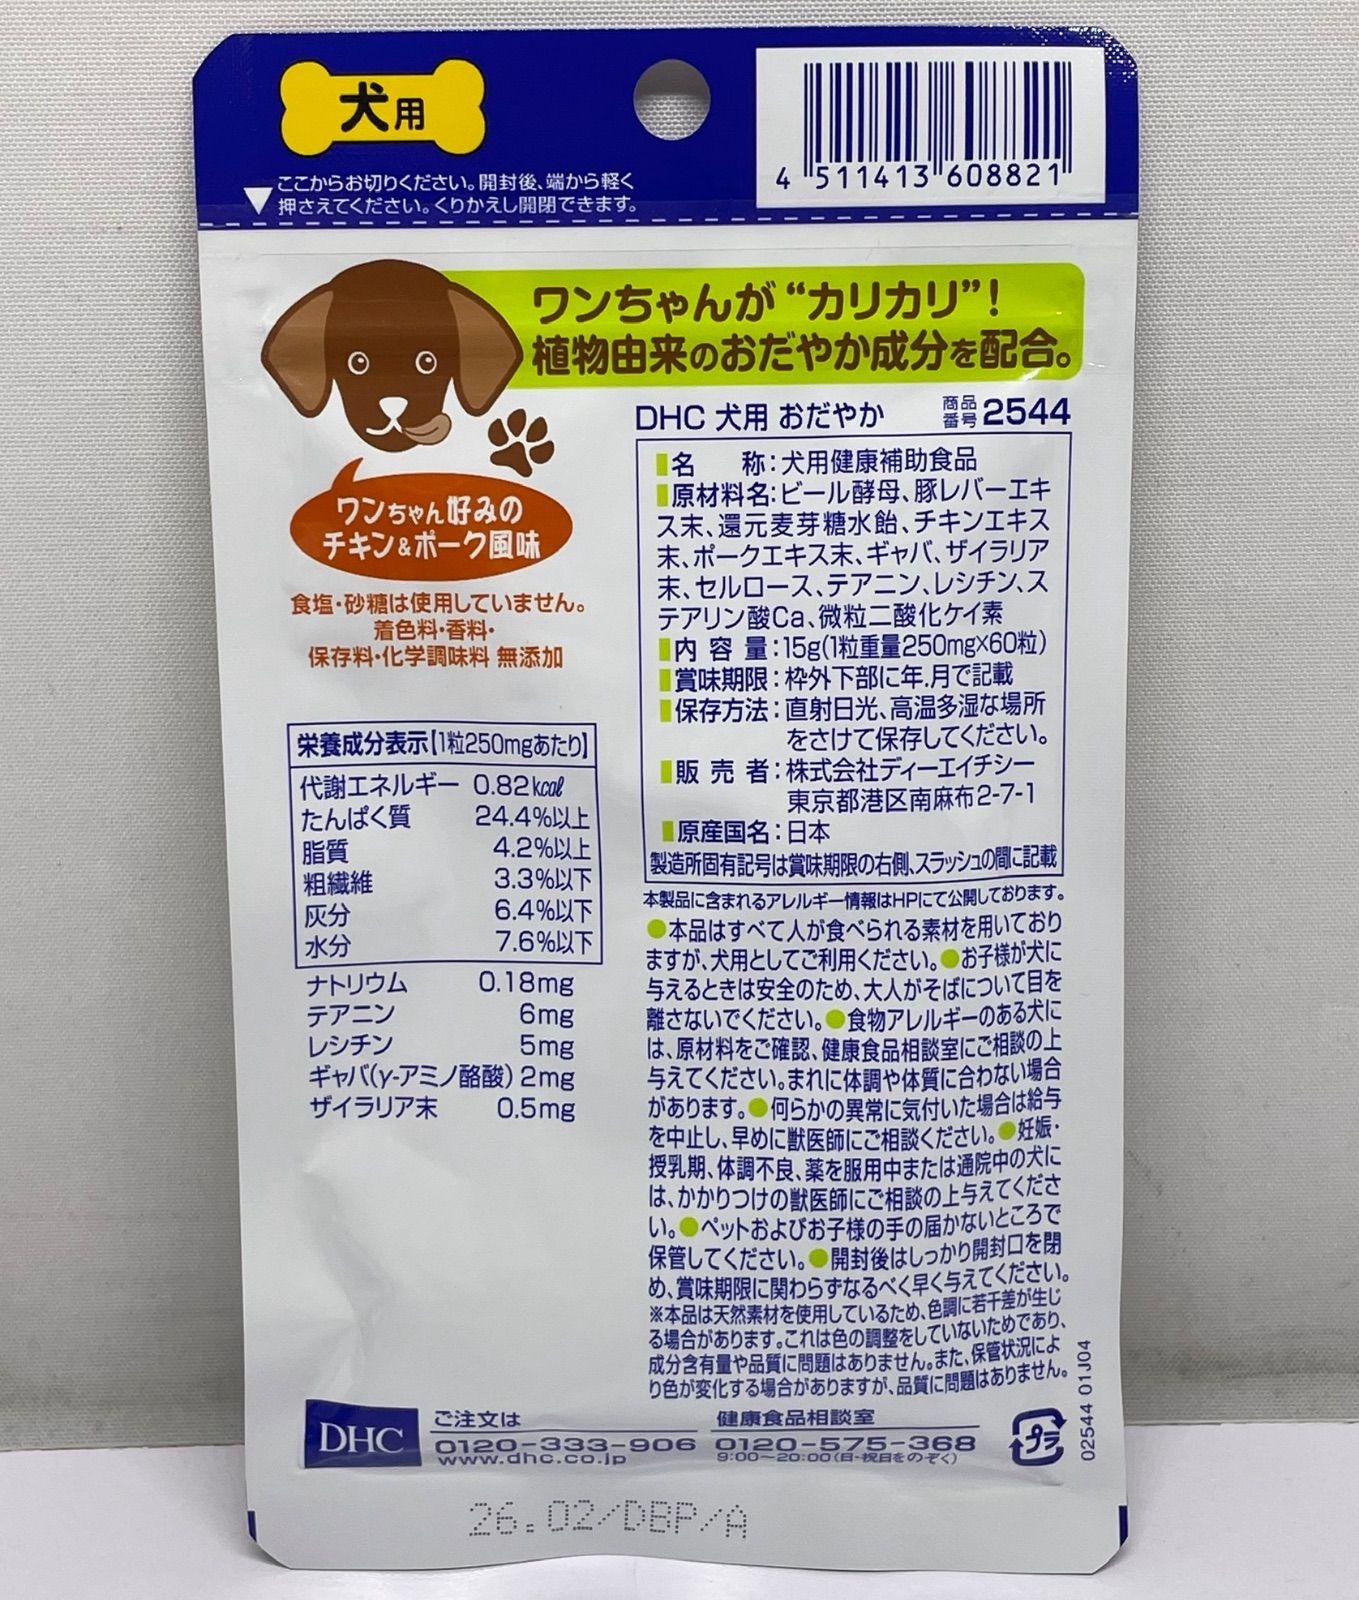 犬用
ここからお切りください。開封後、端から軽く
押さえてください。くりかえし開閉できます。
4 511413 608821
ワンちゃんが“カリカリ”!
植物由来のおだやか成分を配合。
ワンちゃん好みの
チキン&ポーク風味
食塩・砂糖は使用していません。
着色料・香料・
保存料・化学調味料 無添加
栄養成分表示【1粒250mgあたり】
代謝エネルギー 0.82kcal
たんぱく質 24.4%以上
脂質 4.2%以上
粗繊維 3.3%以下
灰分 6.4%以下
水分 7.6%以下
ナトリウム 0.18mg
テアニン 6mg
レシチン 5mg
ギャバ(γ-アミノ酪酸) 2mg
ザイラリア末 0.5mg
DHC 犬用 おだやか 商品番号 2544
名称:犬用健康補助食品
原材料名:ビール酵母、豚レバーエキ
ス末、還元麦芽糖水飴、チキンエキス
末、ポークエキス末、ギャバ、ザイラリア
末、セルロース、テアニン、レシチン、ス
テアリン酸Ca、微粒二酸化ケイ素
内容量:15g(1粒重量250mg×60粒)
賞味期限:枠外下部に年.月で記載
保存方法:直射日光、高温多湿な場所
をさけて保存してください。
販売者:株式会社ディーエイチシー
東京都港区南麻布2-7-1
原産国名:日本
製造所固有記号は賞味期限の右側、スラッシュの間に記載
本製品に含まれるアレルギー情報はHPにて公開しております。
●本品はすべて人が食べられる素材を用いており
ますが、犬用としてご利用ください。●お子様が犬に
与えるときは安全のため、大人がそばについて目を
離さないでください。●食物アレルギーのある犬に
は、原材料をご確認、健康食品相談室にご相談の上
与えてください。まれに体調や体質に合わない場合
があります。●何らかの異常に気付いた場合は給与
を中止し、早めに獣医師にご相談ください。●妊娠・
授乳期、体調不良、薬を服用中または通院中の犬に
は、かかりつけの獣医師にご相談の上与えてくださ
い。●ペットおよびお子様の手の届かないところで
保管してください。●開封後はしっかり開封口を閉
め、賞味期限に関わらずなるべく早く与えてください。
※本品は天然素材を使用しているため、色調に若干差が生じ
る場合があります。これは色の調整をしていないためであり、
成分含有量や品質に問題はありません。また、保管状況によ
り色が変化する場合がありますが、品質に問題はありません。
DHC
ご注文は
0120-333-906
www.dhc.co.jp
健康食品相談室
0120-575-368
9:00~20:00(日・祝日をのぞく)
プラ
02544 01J04
26.02/DBP/A